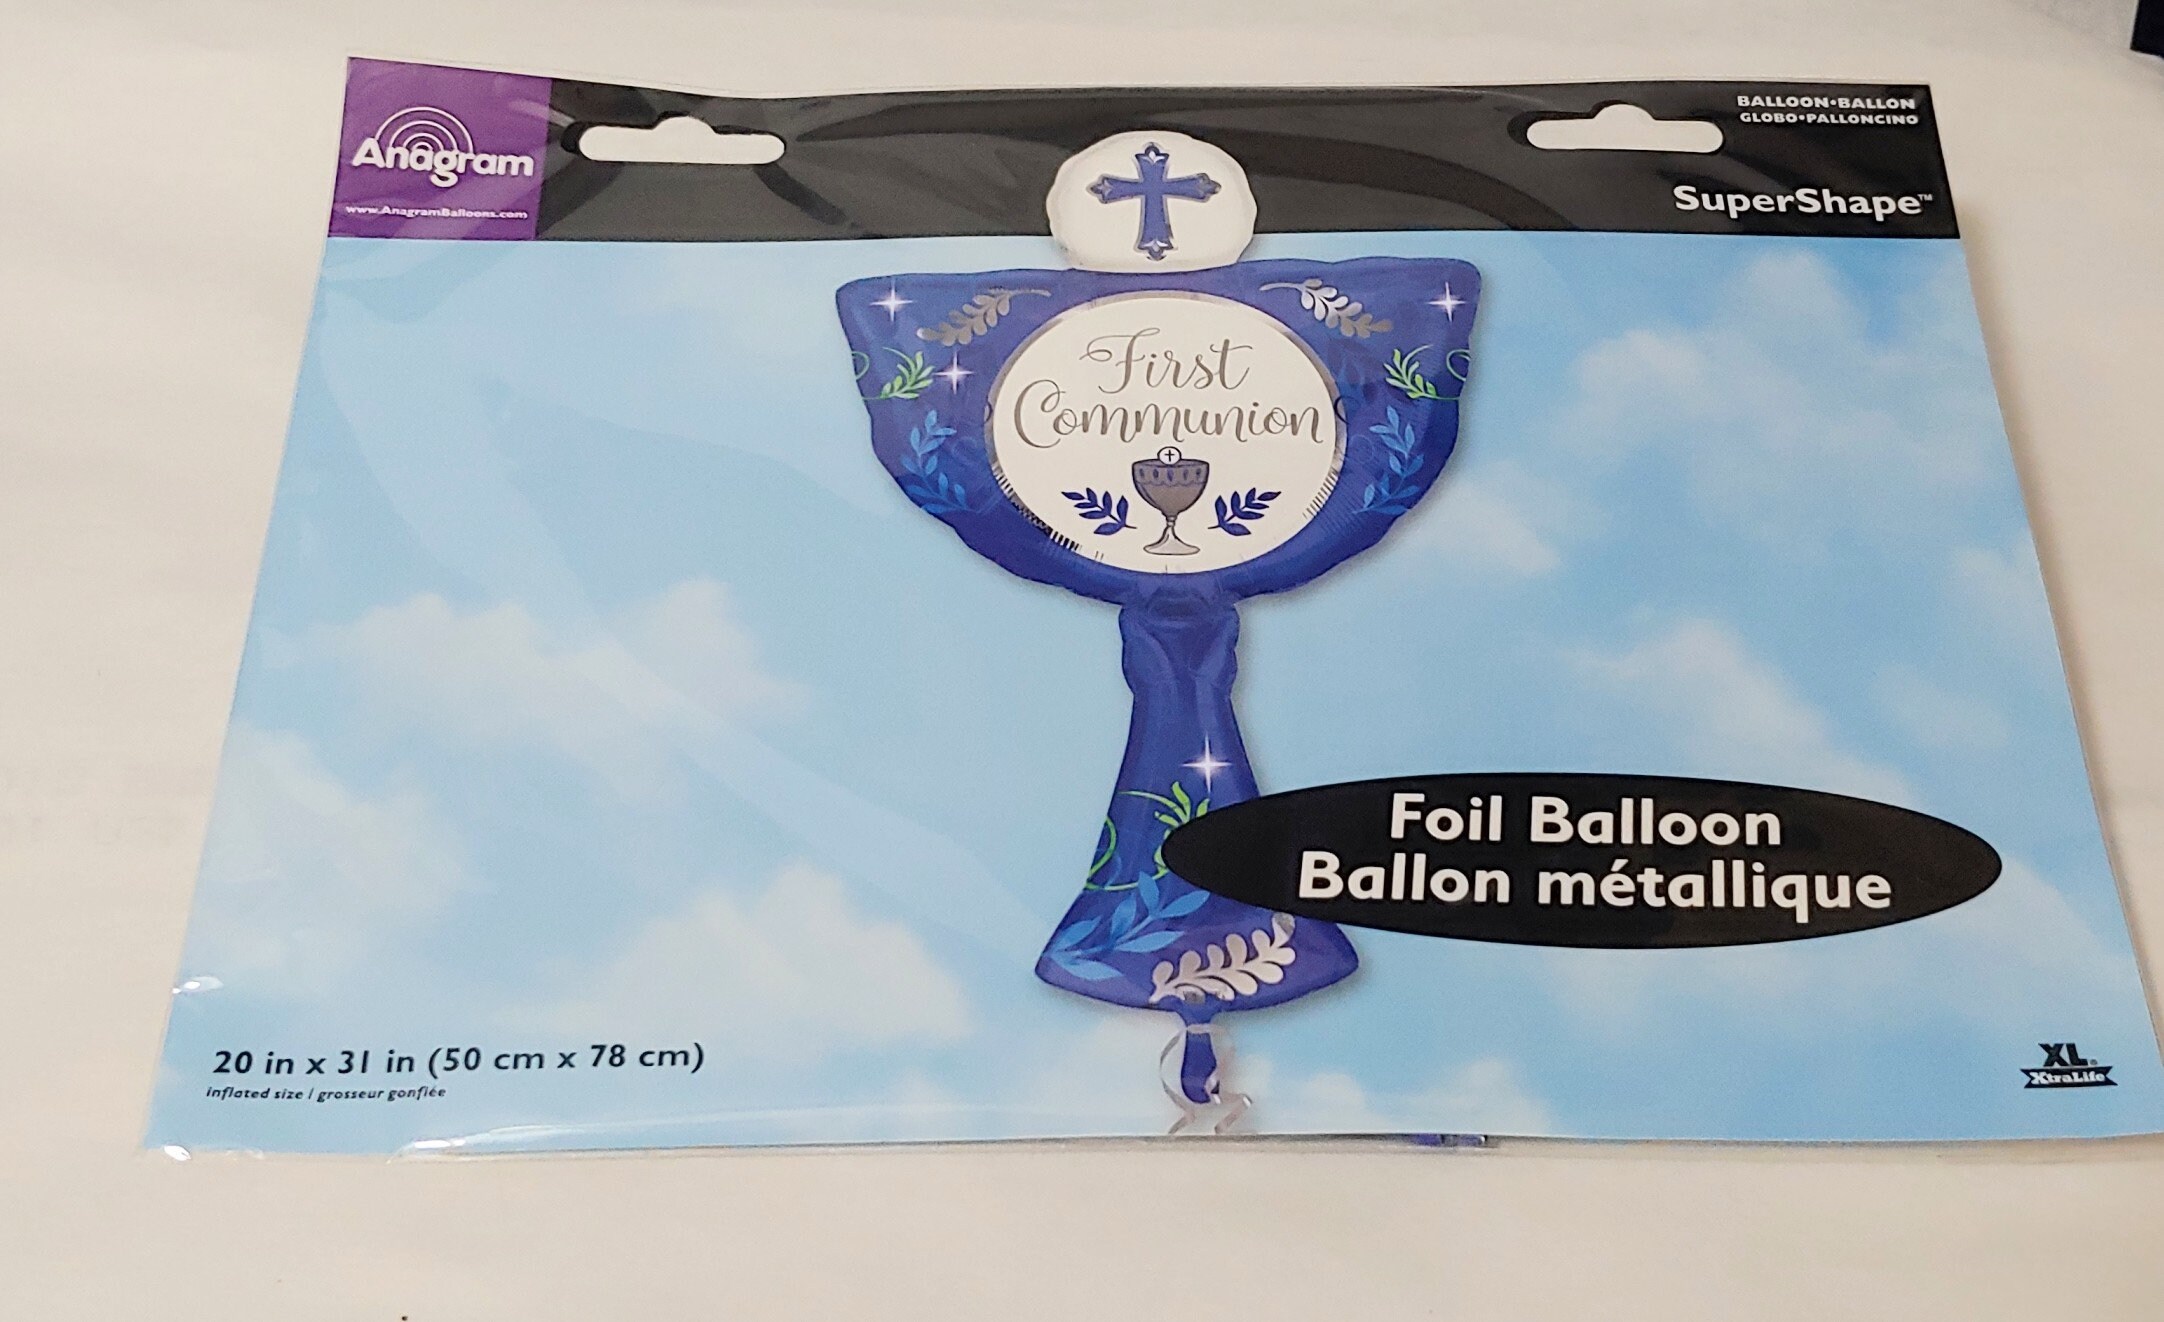 Anagram
www.AnagramBalloons.com
BALLOON•BALLON
GLOBO•PALLONCINO
SuperShape™
First
Communion
Foil Balloon
Ballon métallique
20 in x 31 in (50 cm x 78 cm)
inflated size / grosseur gonflée
XL®
XtraLife